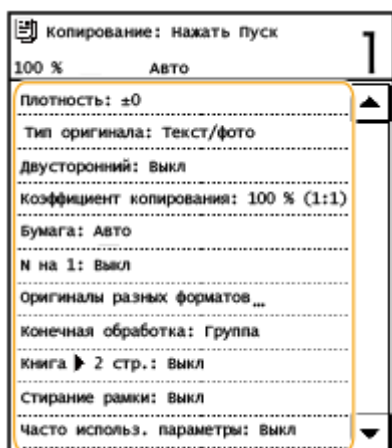 Копирование: Нажать Пуск
100 % Авто 1
Плотность: ±0
Тип оригинала: Текст/фото
Двусторонний: Выкл
Коэффициент копирования: 100 % (1:1)
Бумага: Авто
N на 1: Выкл
Оригиналы разных форматов...
Конечная обработка: Группа
Книга ▶ 2 стр.: Выкл
Стирание рамки: Выкл
Часто использ. параметры: Выкл